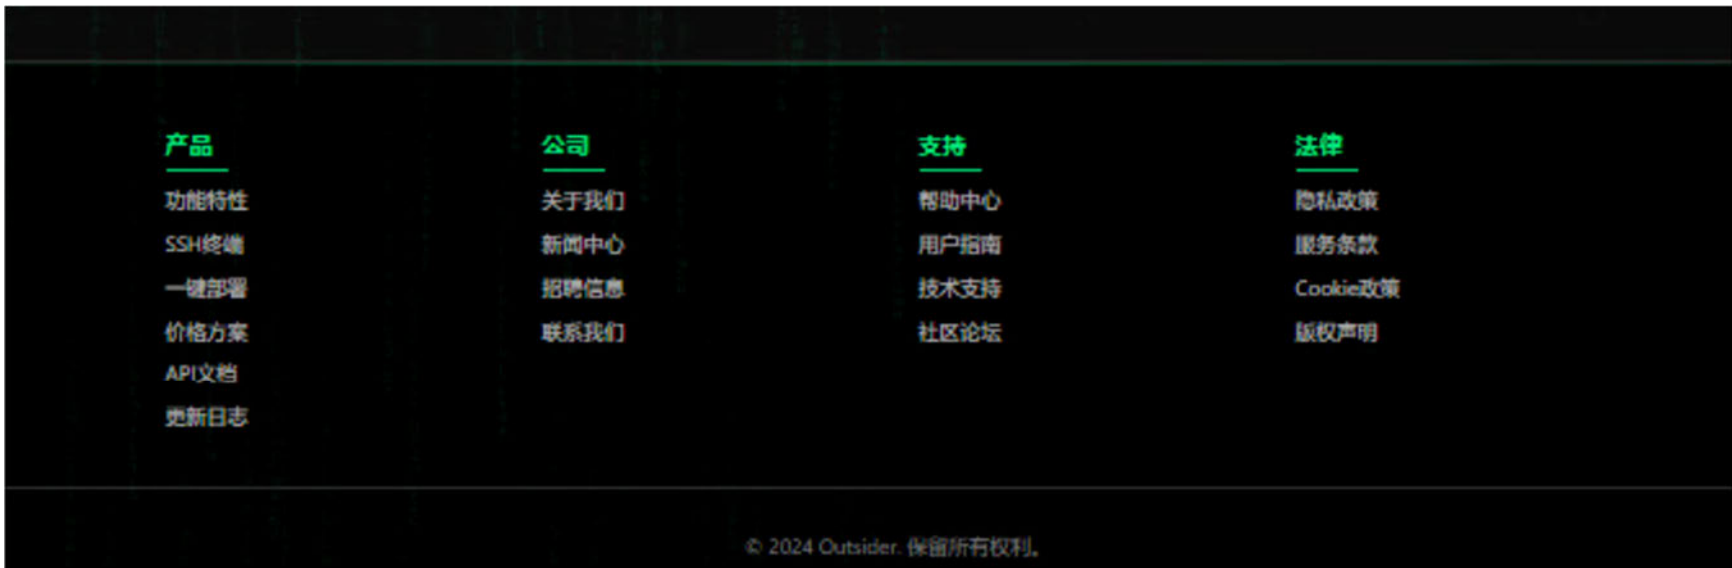 产品
功能特性
SSH终端
一键部署
价格方案
API文档
更新日志
公司
关于我们
新闻中心
招聘信息
联系我们
支持
帮助中心
用户指南
技术支持
社区论坛
法律
隐私政策
服务条款
Cookie政策
版权声明
© 2024 Outsider. 保留所有权利。